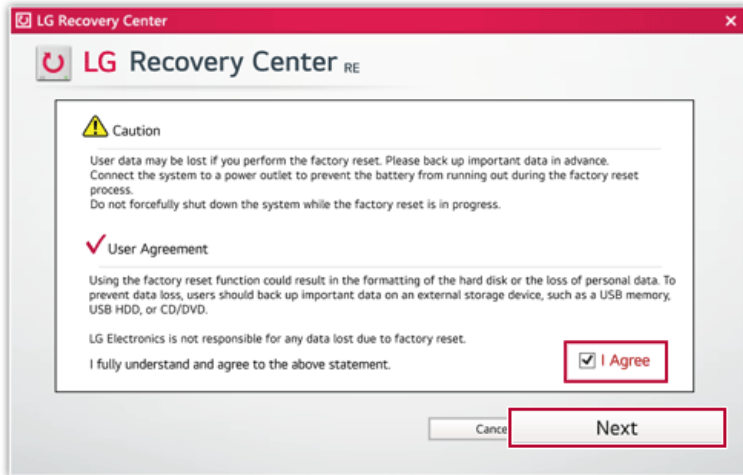 LG Recovery Center
LG Recovery Center RE
Caution
User data may be lost if you perform the factory reset. Please back up important data in advance.
Connect the system to a power outlet to prevent the battery from running out during the factory reset
process.
Do not forcefully shut down the system while the factory reset is in progress.
User Agreement
Using the factory reset function could result in the formatting of the hard disk or the loss of personal data. To
prevent data loss, users should back up important data on an external storage device, such as a USB memory,
USB HDD, or CD/DVD.
LG Electronics is not responsible for any data lost due to factory reset.
I fully understand and agree to the above statement.
I Agree
Cance
Next